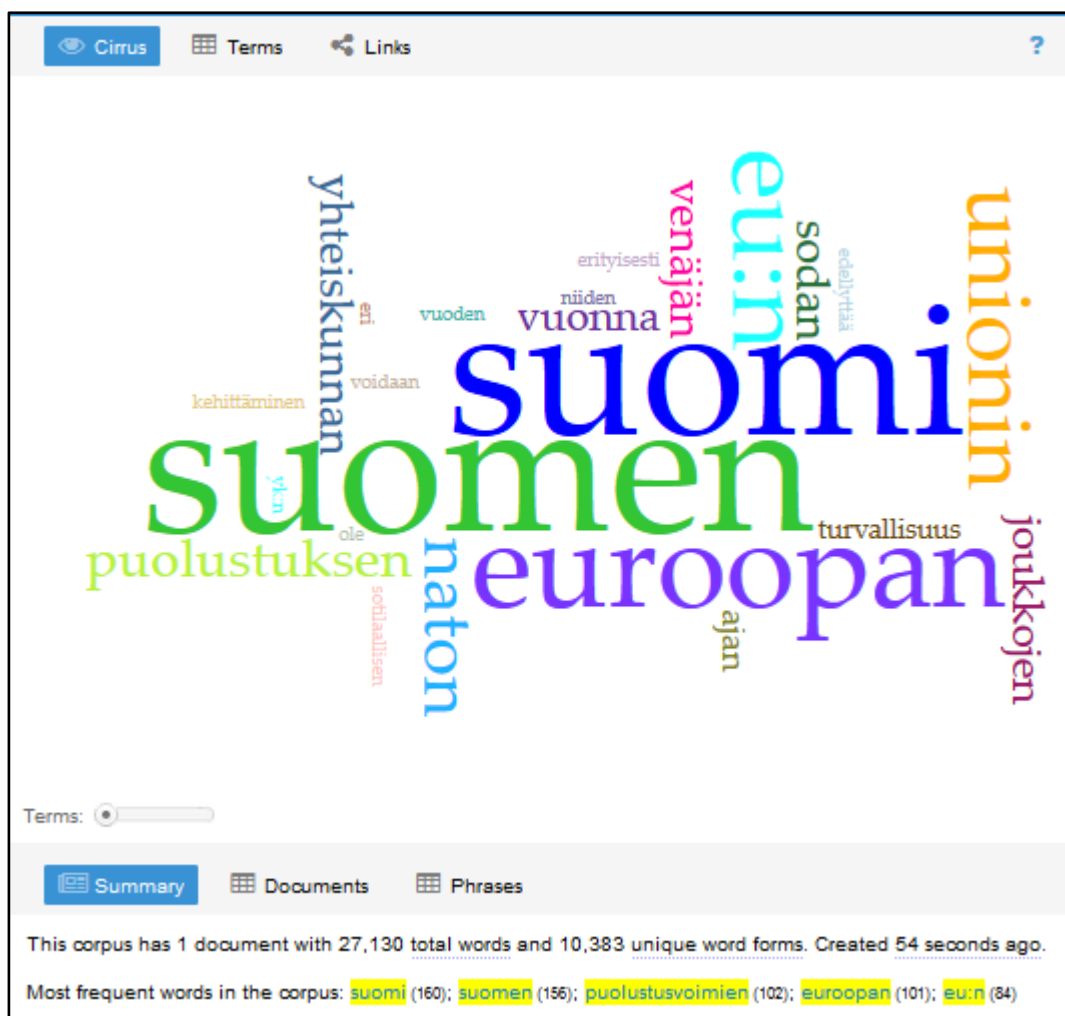 Cirrus Terms Links ?
yhteiskunnan
venäjän
eu:n
sodan
unionin
erityisesti
edellyttää
eri
vuoden
niiden
vuonna
suomi
voidaan
kehittäminen
suomen
yk:n
ole
turvallisuus
puolustuksen
naton
euroopan
joukkojen
sotilaallisen
ajan
Terms:
Summary Documents Phrases
This corpus has 1 document with 27,130 total words and 10,383 unique word forms. Created 54 seconds ago.
Most frequent words in the corpus: suomi (160); suomen (156); puolustusvoimien (102); euroopan (101); eu:n (84)